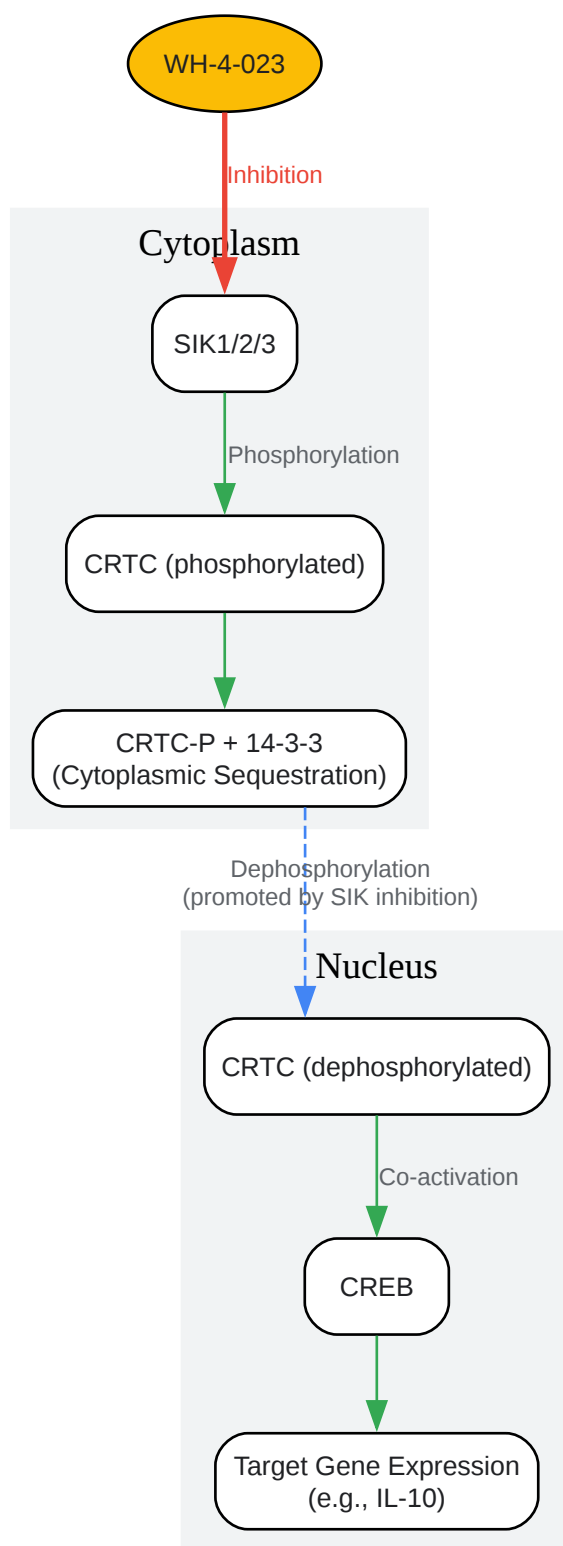 WH-4-023
Inhibition
Cytoplasm
SIK1/2/3
Phosphorylation
CRTC (phosphorylated)
CRTC-P + 14-3-3
(Cytoplasmic Sequestration)
Dephosphorylation
(promoted by SIK inhibition)
Nucleus
CRTC (dephosphorylated)
Co-activation
CREB
Target Gene Expression
(e.g., IL-10)